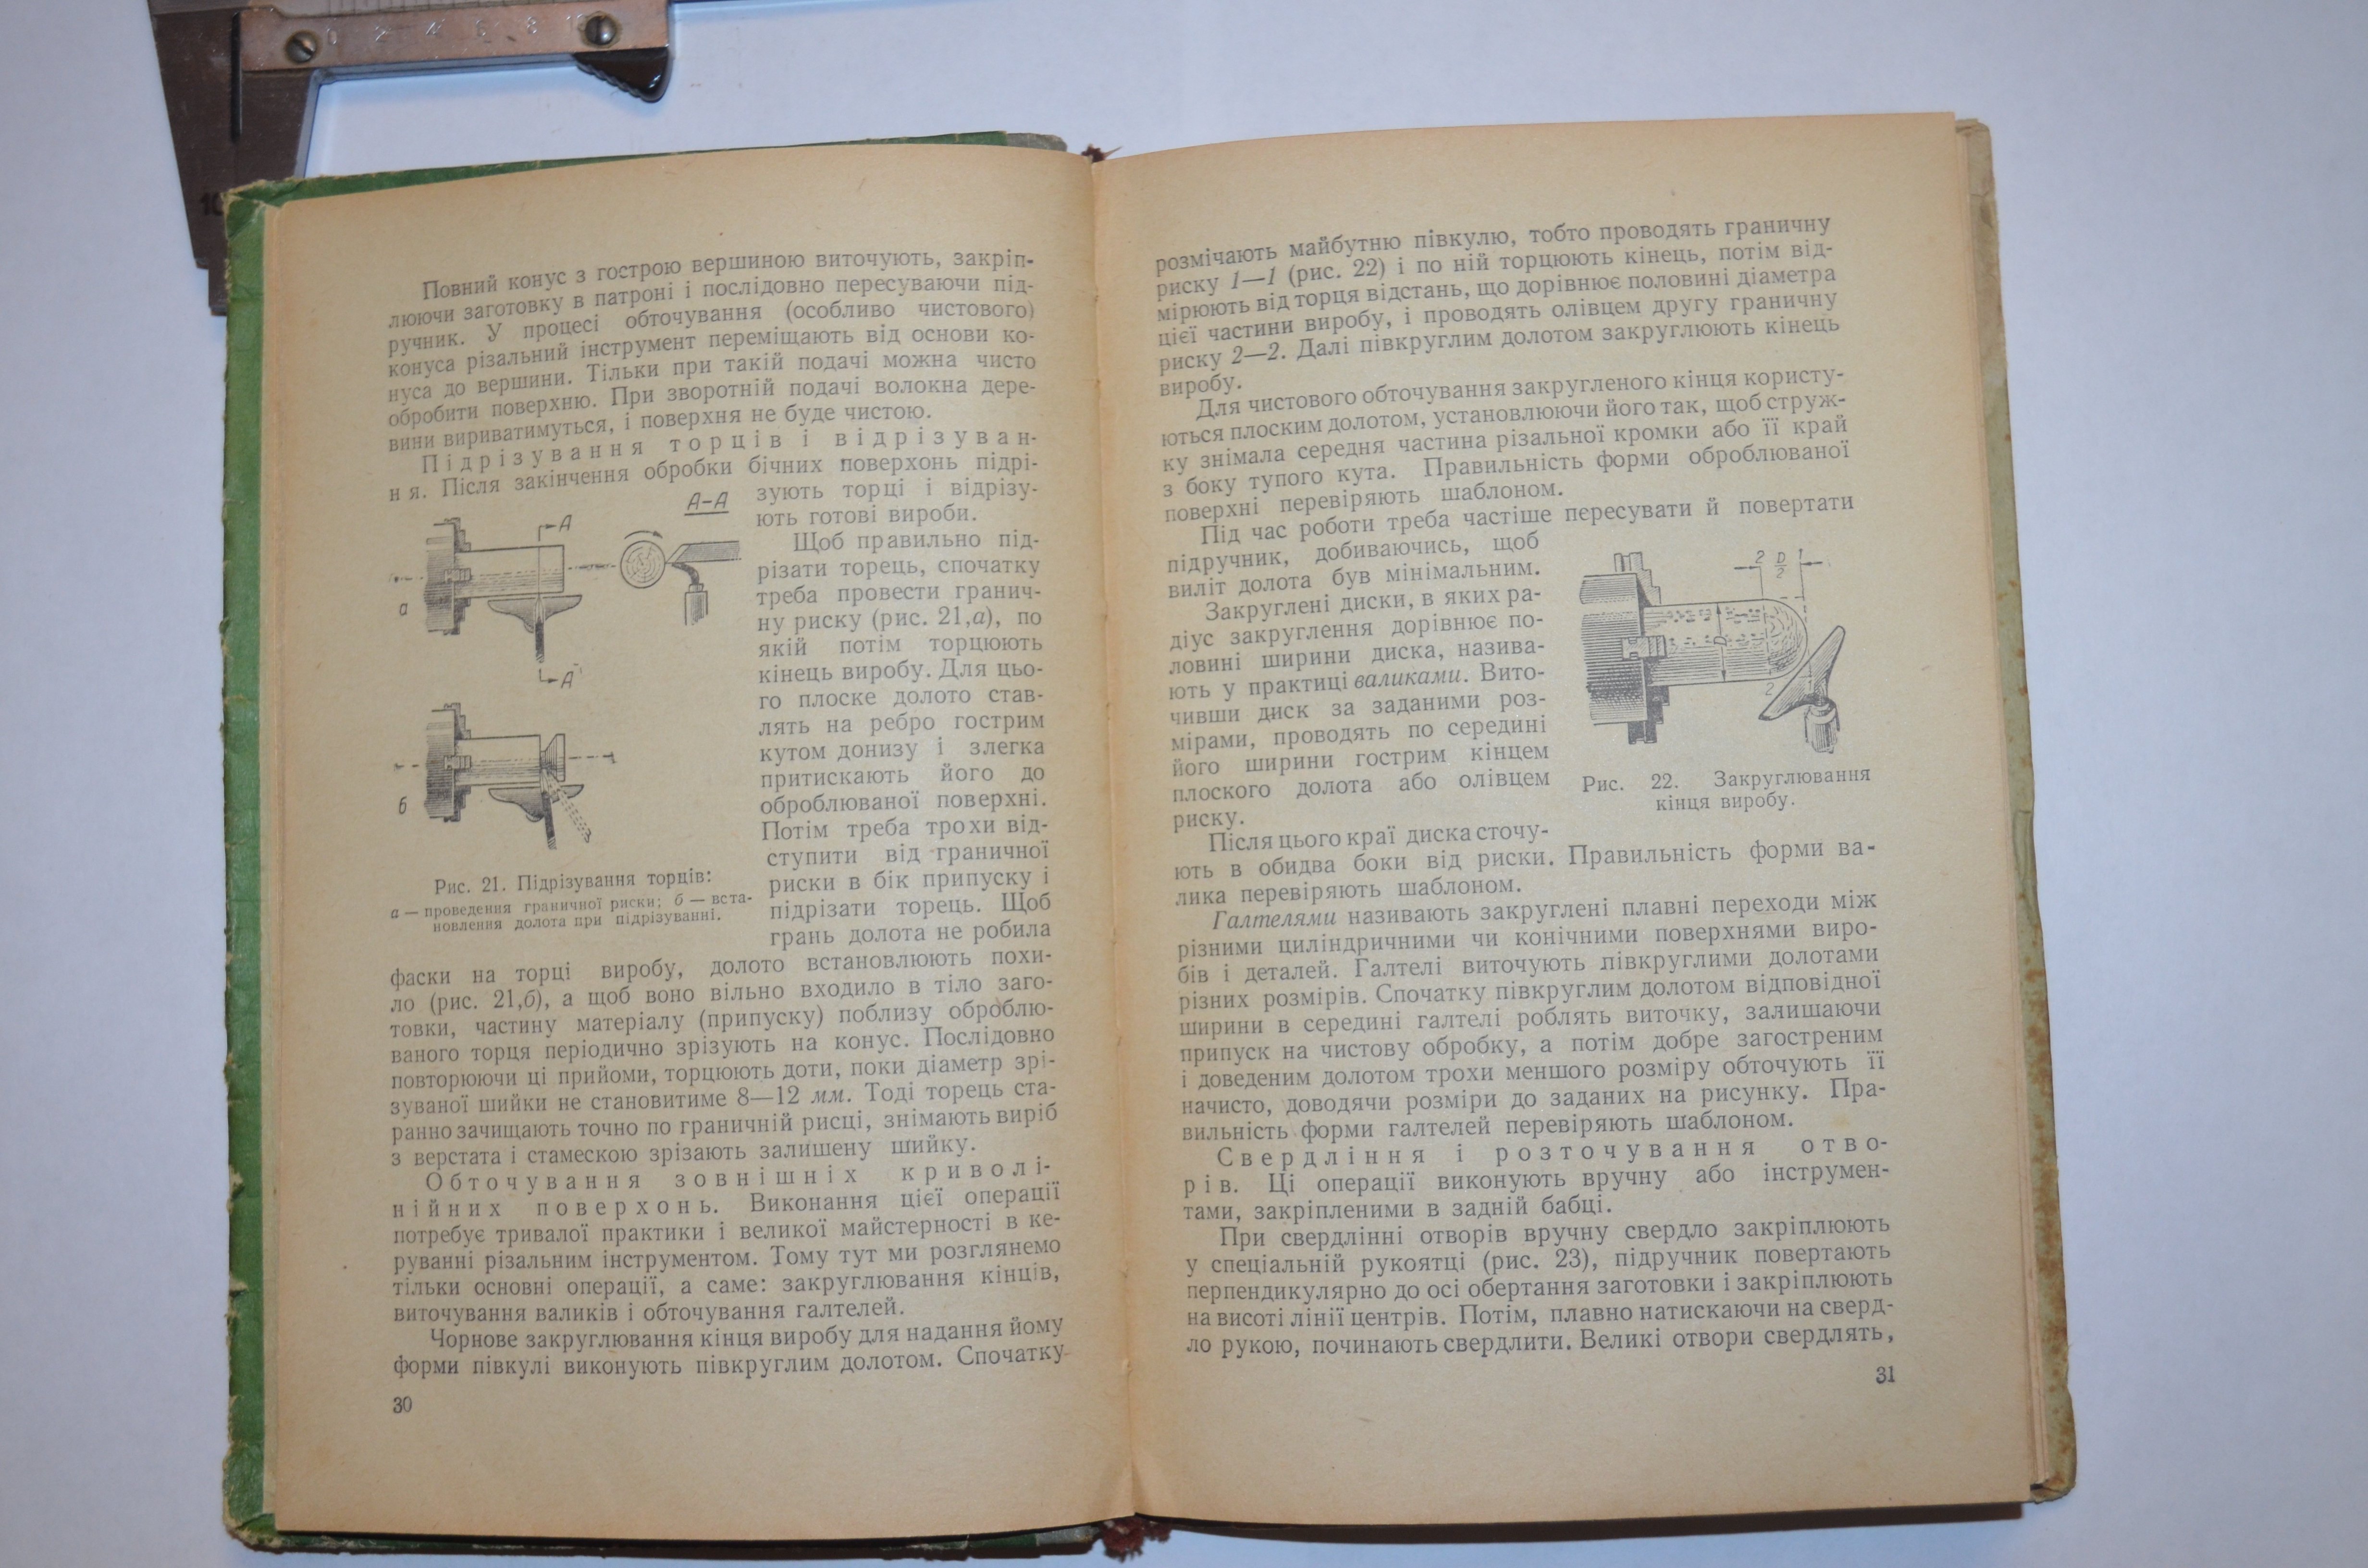 0 2 4 6 8 10
10
Повний конус з гострою вершиною виточують, закріп-
люючи заготовку в патроні і послідовно пересуваючи під-
ручник. У процесі обточування (особливо чистового)
конуса різальний інструмент переміщають від основи ко-
нуса до вершини. Тільки при такій подачі можна чисто
обробити поверхню. При зворотній подачі волокна дере-
вини вириватимуться, і поверхня не буде чистою.
Підрізування торців і відрізуван-
ня. Після закінчення обробки бічних поверхонь підрі-
зують торці і відрізу-
ють готові вироби.
Щоб правильно під-
різати торець, спочатку
треба провести гранич-
ну риску (рис. 21,а), по
якій потім торцюють
кінець виробу. Для цьо-
го плоске долото став-
лять на ребро гострим
кутом донизу і злегка
притискають його до
оброблюваної поверхні.
Потім треба трохи від-
ступити від граничної
риски в бік припуску і
підрізати торець. Щоб
грань долота не робила
А—А
А
а
А
б
Рис. 21. Підрізування торців:
а — проведення граничної риски; б — вста-
новлення долота при підрізуванні.
фаски на торці виробу, долото встановлюють похи-
ло (рис. 21,б), а щоб воно вільно входило в тіло заго-
товки, частину матеріалу (припуску) поблизу оброблю-
ваного торця періодично зрізують на конус. Послідовно
повторюючи ці прийоми, торцюють доти, поки діаметр зрі-
зуваної шийки не становитиме 8—12 мм. Тоді торець ста-
ранно зачищають точно по граничній рисці, знімають виріб
з верстата і стамескою зрізають залишену шийку.
Обточування зовнішніх криволі-
нійних поверхонь. Виконання цієї операції
потребує тривалої практики і великої майстерності в ке-
руванні різальним інструментом. Тому тут ми розглянемо
тільки основні операції, а саме: закруглювання кінців,
виточування валиків і обточування галтелей.
Чорнове закруглювання кінця виробу для надання йому
форми півкулі виконують півкруглим долотом. Спочатку
30
розмічають майбутню півкулю, тобто проводять граничну
риску 1—1 (рис. 22) і по ній торцюють кінець, потім від-
мірюють від торця відстань, що дорівнює половині діаметра
цієї частини виробу, і проводять олівцем другу граничну
риску 2—2. Далі півкруглим долотом закруглюють кінець
виробу.
Для чистового обточування закругленого кінця користу-
ються плоским долотом, установлюючи його так, щоб струж-
ку знімала середня частина різальної кромки або її край
з боку тупого кута. Правильність форми оброблюваної
поверхні перевіряють шаблоном.
Під час роботи треба частіше пересувати й повертати
підручник, добиваючись, щоб
виліт долота був мінімальним.
Закруглені диски, в яких ра-
діус закруглення дорівнює по-
ловині ширини диска, назива-
ють у практиці валиками. Вито-
чивши диск за заданими роз-
мірами, проводять по середині
його ширини гострим кінцем
плоского долота або олівцем
риску.
2 D/2 1
D
2
Рис. 22. Закруглювання
кінця виробу.
Після цього краї диска сточу-
ють в обидва боки від риски. Правильність форми ва-
лика перевіряють шаблоном.
Галтелями називають закруглені плавні переходи між
різними циліндричними чи конічними поверхнями виро-
бів і деталей. Галтелі виточують півкруглими долотами
різних розмірів. Спочатку півкруглим долотом відповідної
ширини в середині галтелі роблять виточку, залишаючи
припуск на чистову обробку, а потім добре загостреним
і доведеним долотом трохи меншого розміру обточують її
начисто, доводячи розміри до заданих на рисунку. Пра-
вильність форми галтелей перевіряють шаблоном.
Свердління і розточування отво-
рів. Ці операції виконують вручну або інструмен-
тами, закріпленими в задній бабці.
При свердлінні отворів вручну свердло закріплюють
у спеціальній рукоятці (рис. 23), підручник повертають
перпендикулярно до осі обертання заготовки і закріплюють
на висоті лінії центрів. Потім, плавно натискаючи на сверд-
ло рукою, починають свердлити. Великі отвори свердлять,
31